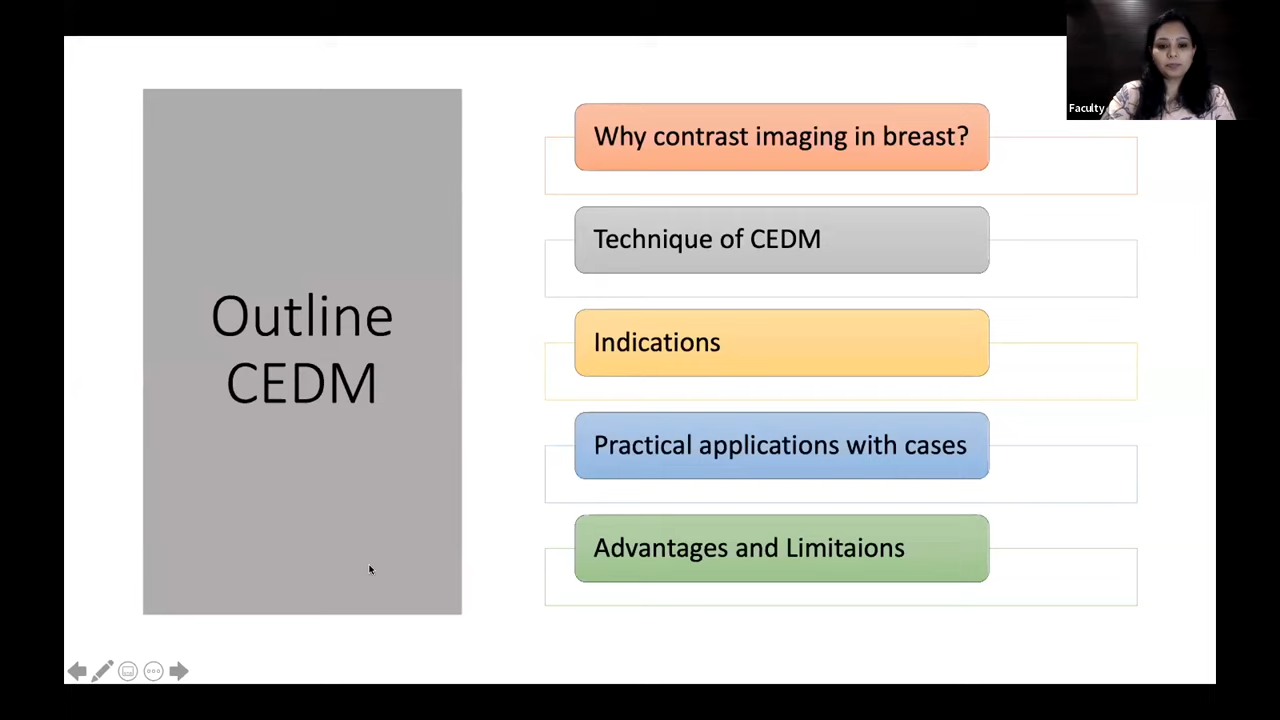 Faculty
Outline
CEDM
Why contrast imaging in breast?
Technique of CEDM
Indications
Practical applications with cases
Advantages and Limitaions